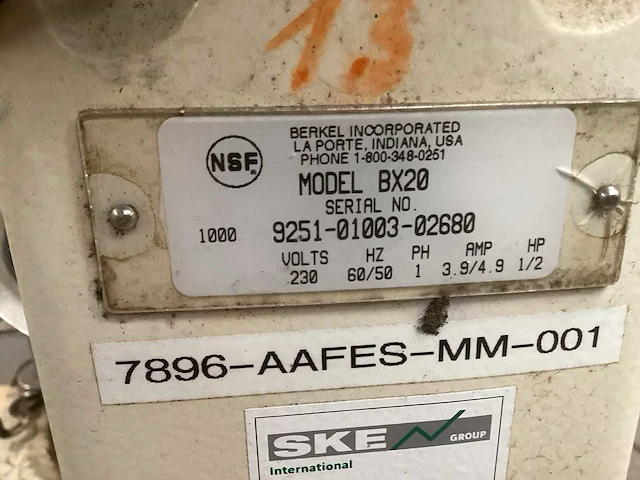 13
BERKEL INCORPORATED
LA PORTE, INDIANA, USA
PHONE 1-800-348-0251
NSF®
MODEL BX20
SERIAL NO.
1000 9251-01003-02680
VOLTS HZ PH AMP HP
230 60/50 1 3.9/4.9 1/2
7896-AAFES-MM-001
SKE GROUP
International